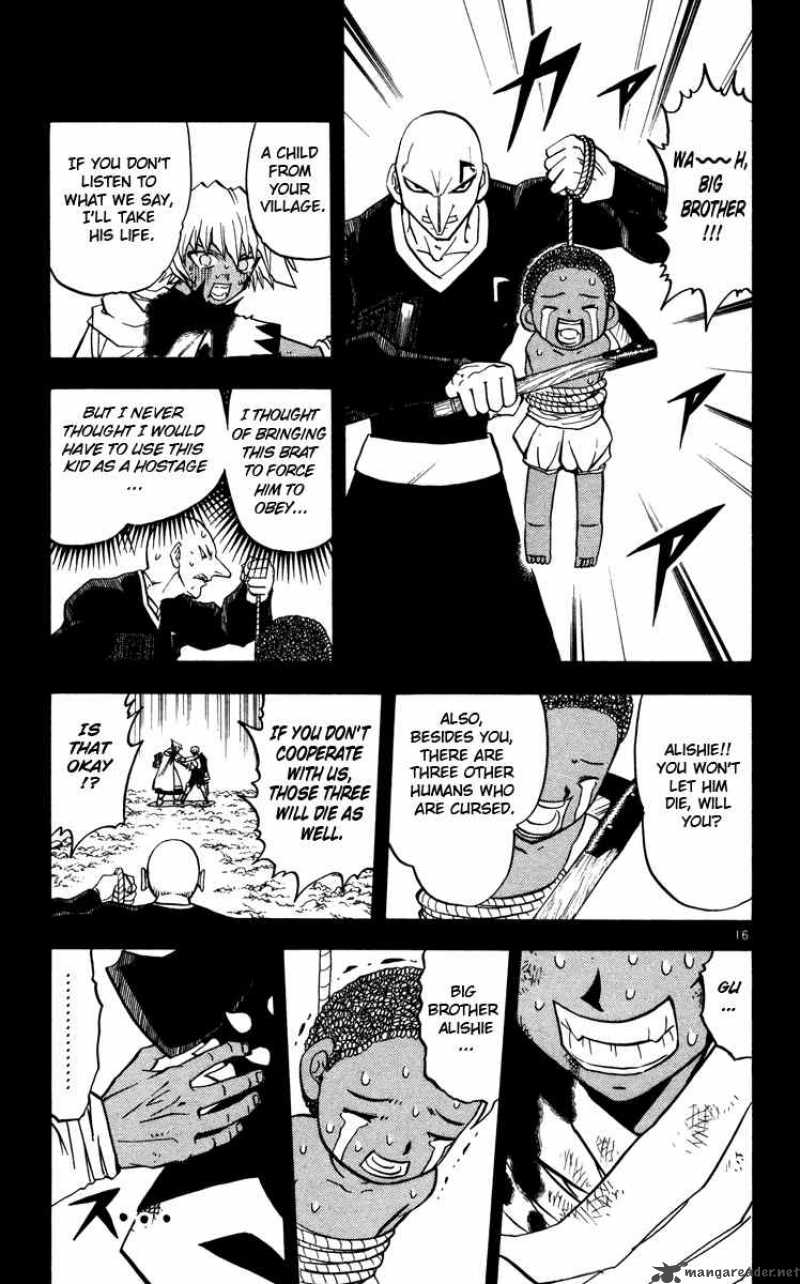 WA〜〜H,
BIG
BROTHER
!!!
カッ
A CHILD
FROM
YOUR
VILLAGE.
IF YOU DON'T
LISTEN TO
WHAT WE SAY,
I'LL TAKE
HIS LIFE.
I THOUGHT
OF BRINGING
THIS BRAT
TO FORCE
HIM TO
OBEY...
BUT I NEVER
THOUGHT I WOULD
HAVE TO USE THIS
KID AS A HOSTAGE
...
ALISHIE!!
YOU WON'T
LET HIM
DIE, WILL
YOU?
ALSO,
BESIDES YOU,
THERE ARE
THREE OTHER
HUMANS WHO
ARE CURSED.
IF YOU DON'T
COOPERATE
WITH US,
THOSE THREE
WILL DIE AS
WELL.
IS
THAT
OKAY
!?
16
GU
...
BIG
BROTHER
ALISHIE
...
.........
ス...
mangareader.net